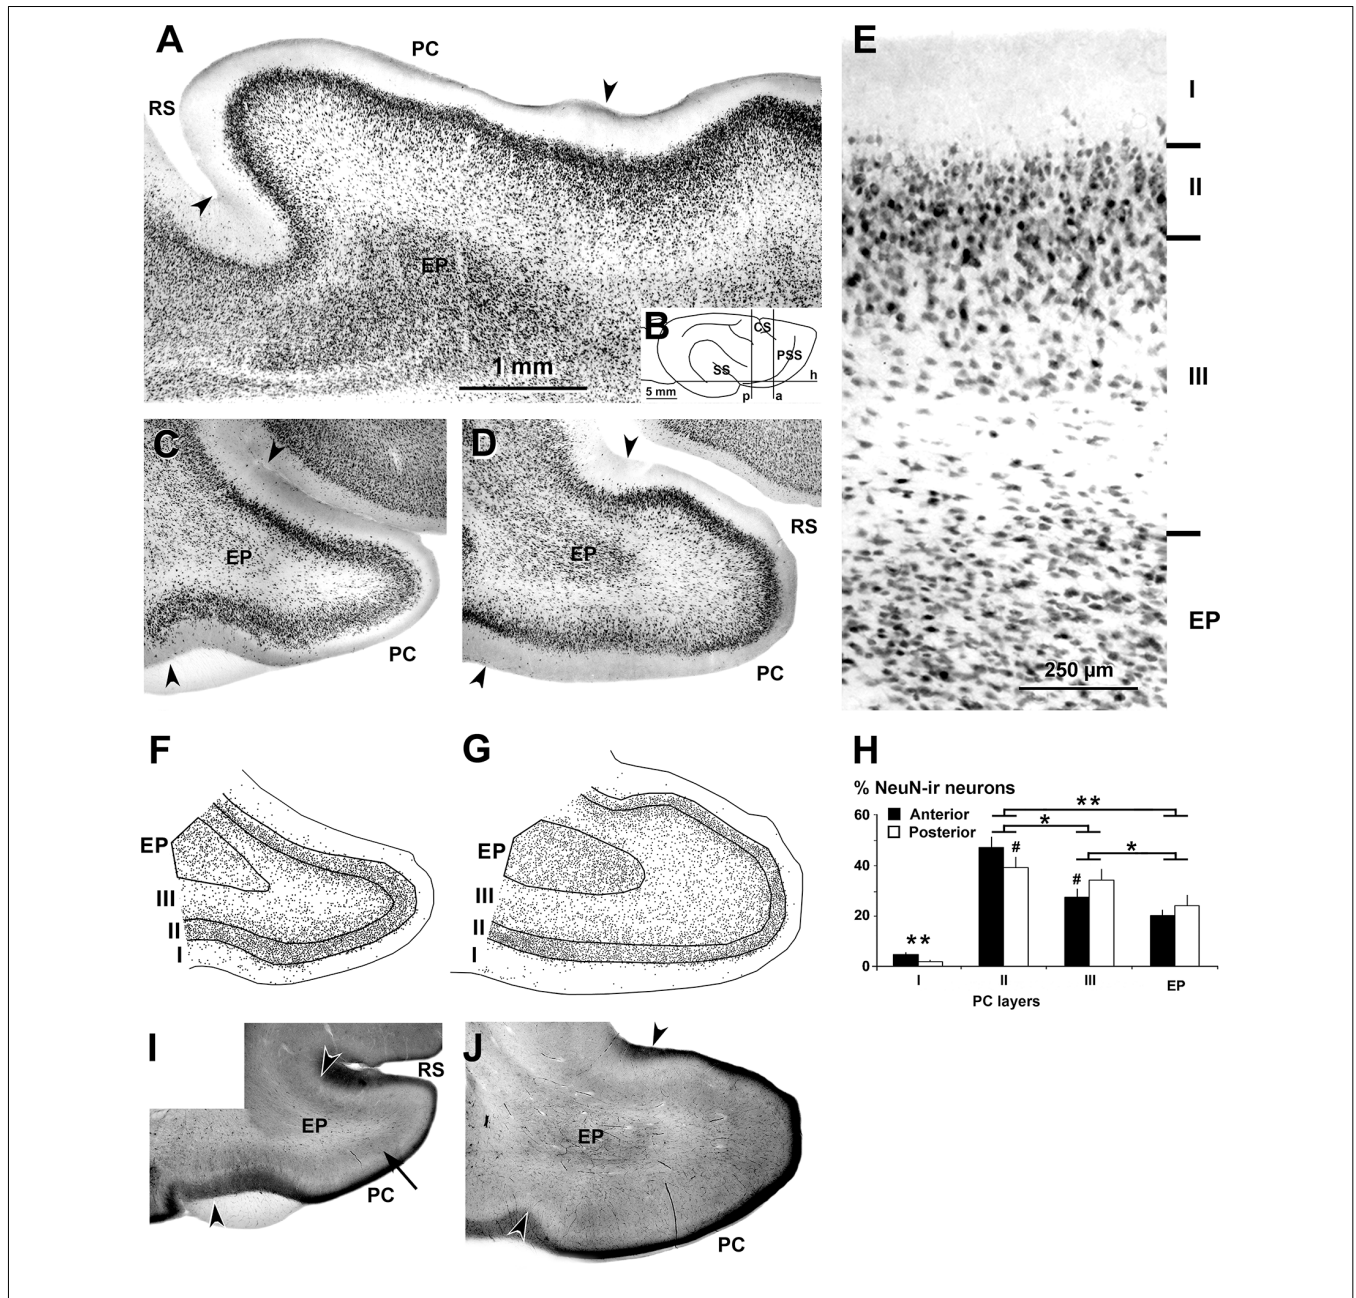 A
PC
RS
EP
1 mm
B
CS
PSS
SS
h
5 mm
p
a
C
EP
PC
D
EP
RS
PC
E
I
II
III
EP
250 µm
F
EP
III
II
I
G
EP
III
II
I
H
% NeuN-ir neurons
Anterior
Posterior
60
40
20
0
**
#
#
*
**
*
I
II
III
EP
PC layers
I
RS
EP
PC
J
I
EP
PC